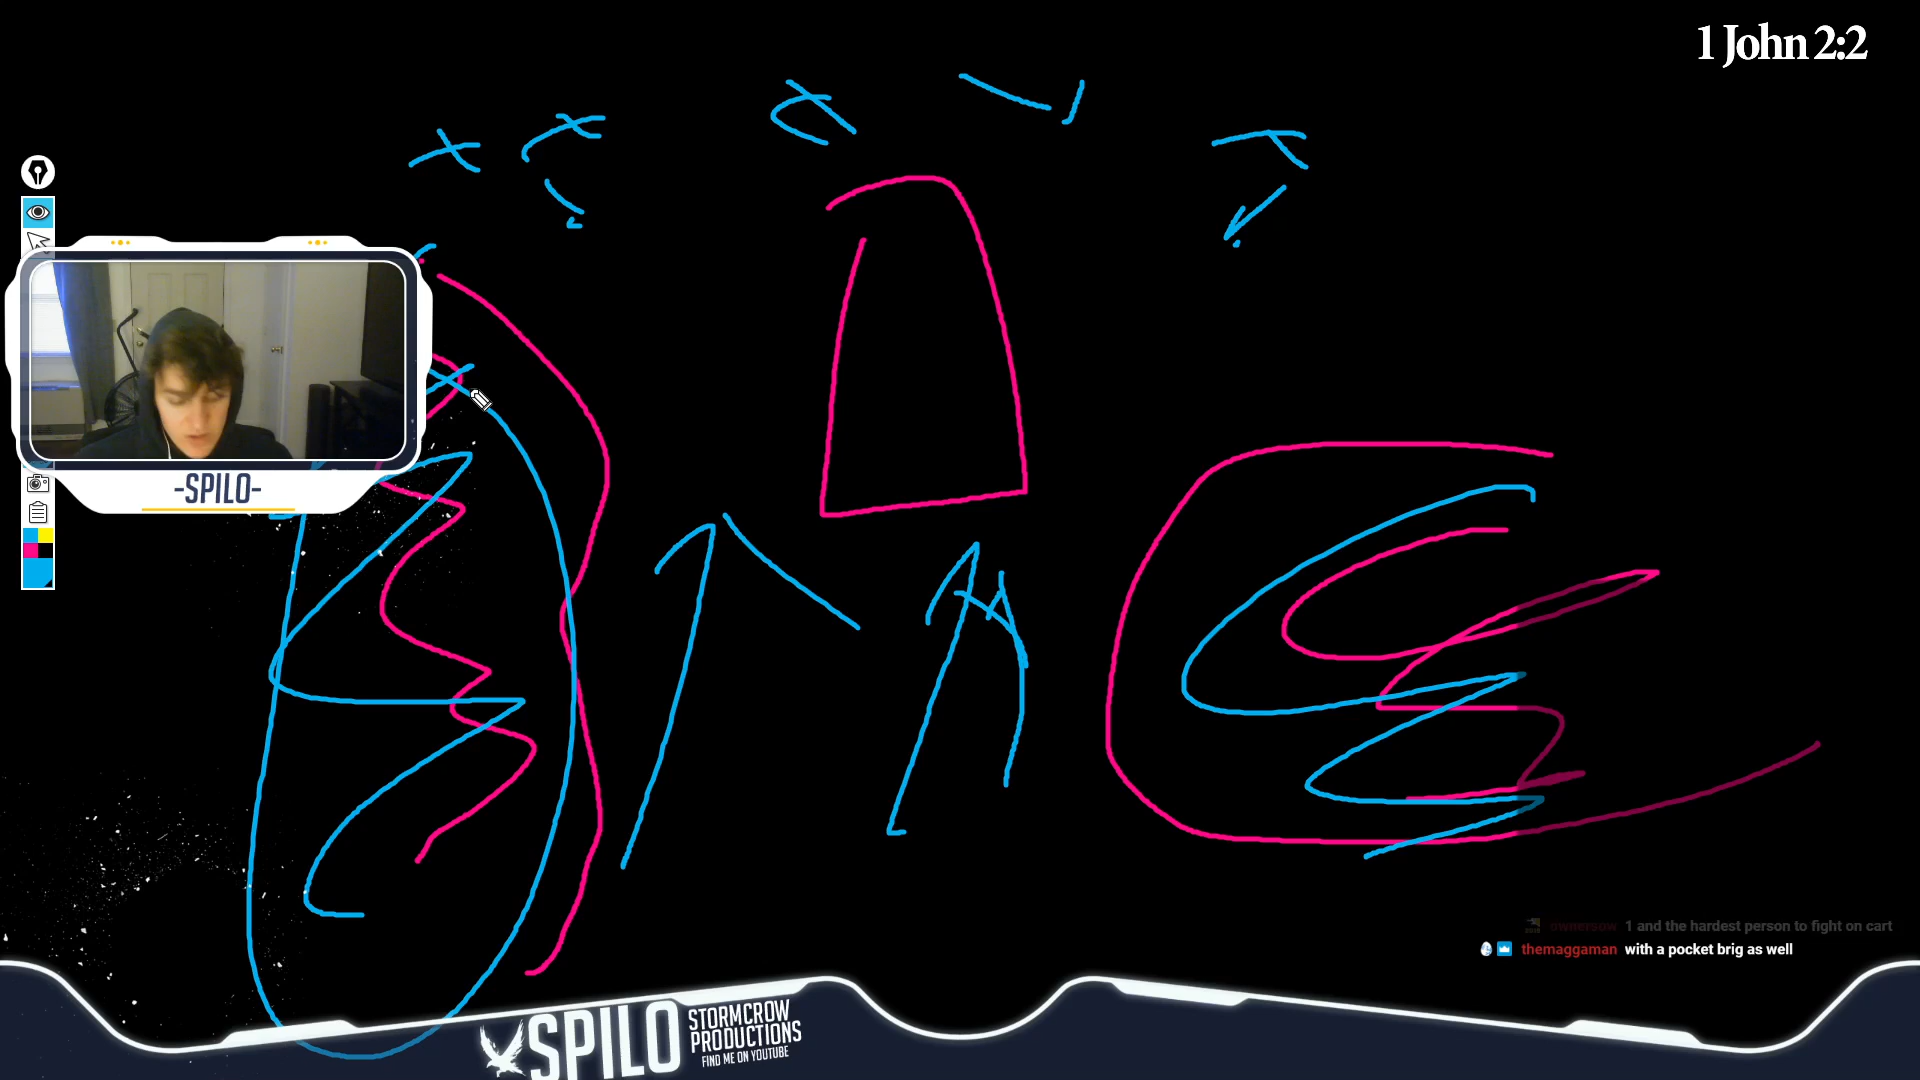 1 John 2:2
-SPILO-
1 and the hardest person to fight on cart
themaggaman with a pocket brig as well
SPILO
STORMCROW
PRODUCTIONS
FIND ME ON YOUTUBE